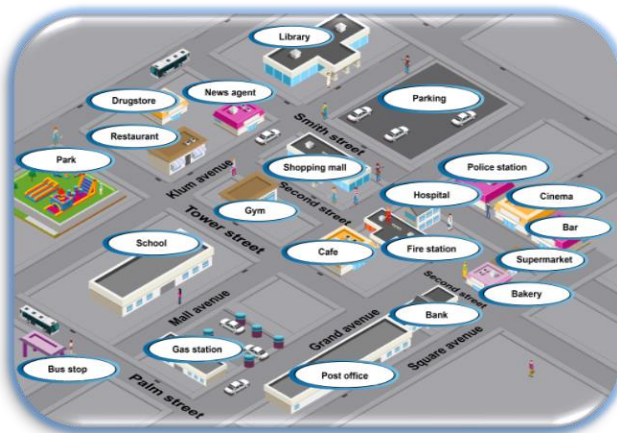 Library
Drugstore
News agent
Parking
Restaurant
Smith street
Park
Shopping mall
Police station
Klum avenue
Second street
Hospital
Cinema
Gym
Tower street
Bar
School
Cafe
Fire station
Supermarket
Second street
Bakery
Mall avenue
Grand avenue
Bank
Gas station
Square avenue
Bus stop
Post office
Palm street